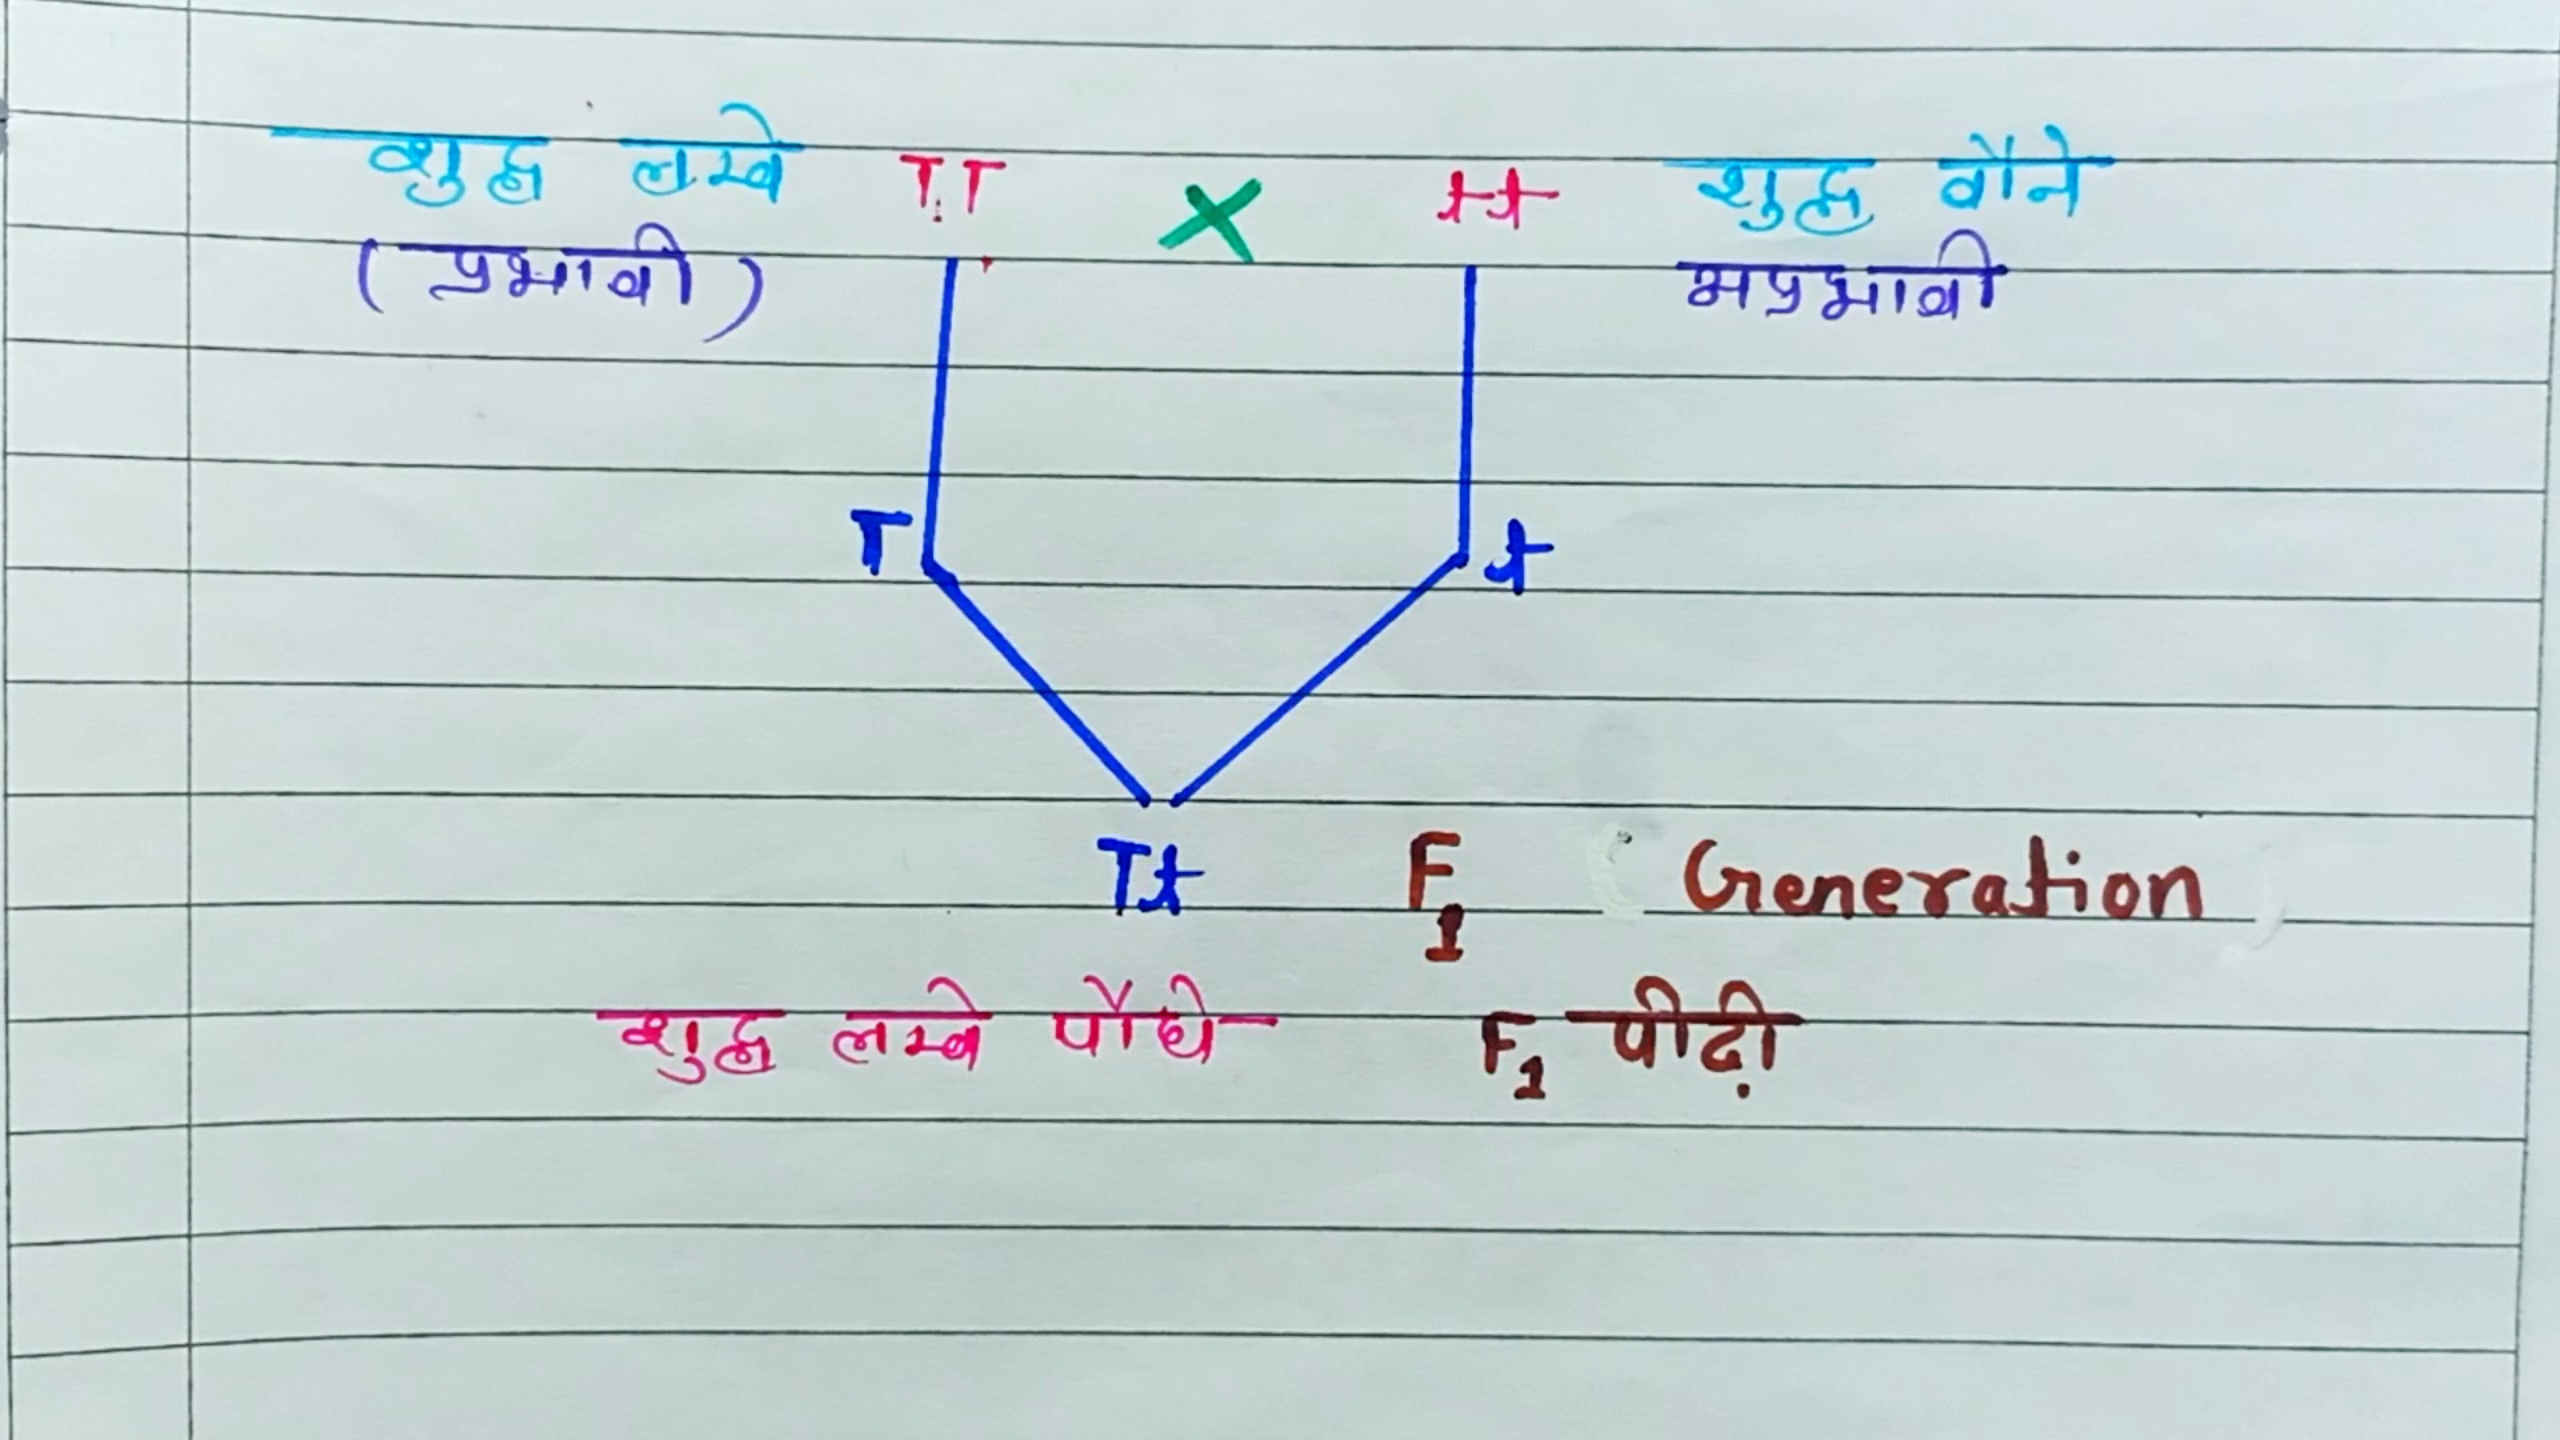 शुद्ध लम्बे TT X tt शुद्ध बौने
(प्रभावी) अप्रभावी
T t
Tt F1 Generation
शुद्ध लम्बे पौधे F1 पीढ़ी